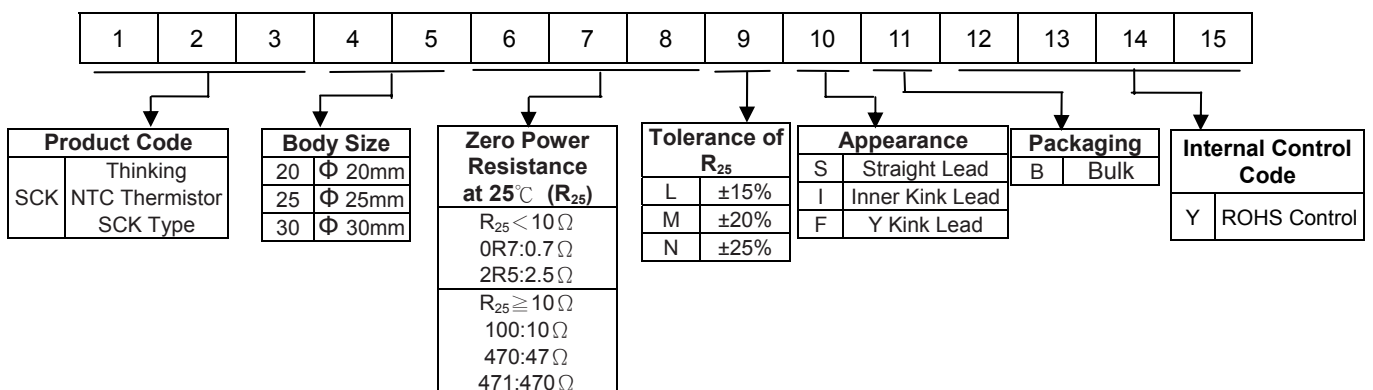 1 2 3 4 5 6 7 8 9 10 11 12 13 14 15
Product Code
SCK Thinking
NTC Thermistor
SCK Type
Body Size
20 Φ 20mm
25 Φ 25mm
30 Φ 30mm
Zero Power
Resistance
at 25℃ (R25)
R25<10Ω
0R7:0.7Ω
2R5:2.5Ω
R25≧10Ω
100:10Ω
470:47Ω
471:470Ω
Tolerance of
R25
L ±15%
M ±20%
N ±25%
Appearance
S Straight Lead
I Inner Kink Lead
F Y Kink Lead
Packaging
B Bulk
Internal Control
Code
Y ROHS Control